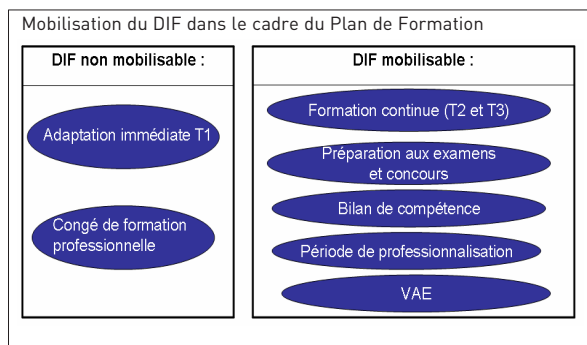 Mobilisation du DIF dans le cadre du Plan de Formation
DIF non mobilisable :
Adaptation immédiate T1
Congé de formation
professionnelle
DIF mobilisable :
Formation continue (T2 et T3)
Préparation aux examens
et concours
Bilan de compétence
Période de professionnalisation
VAE